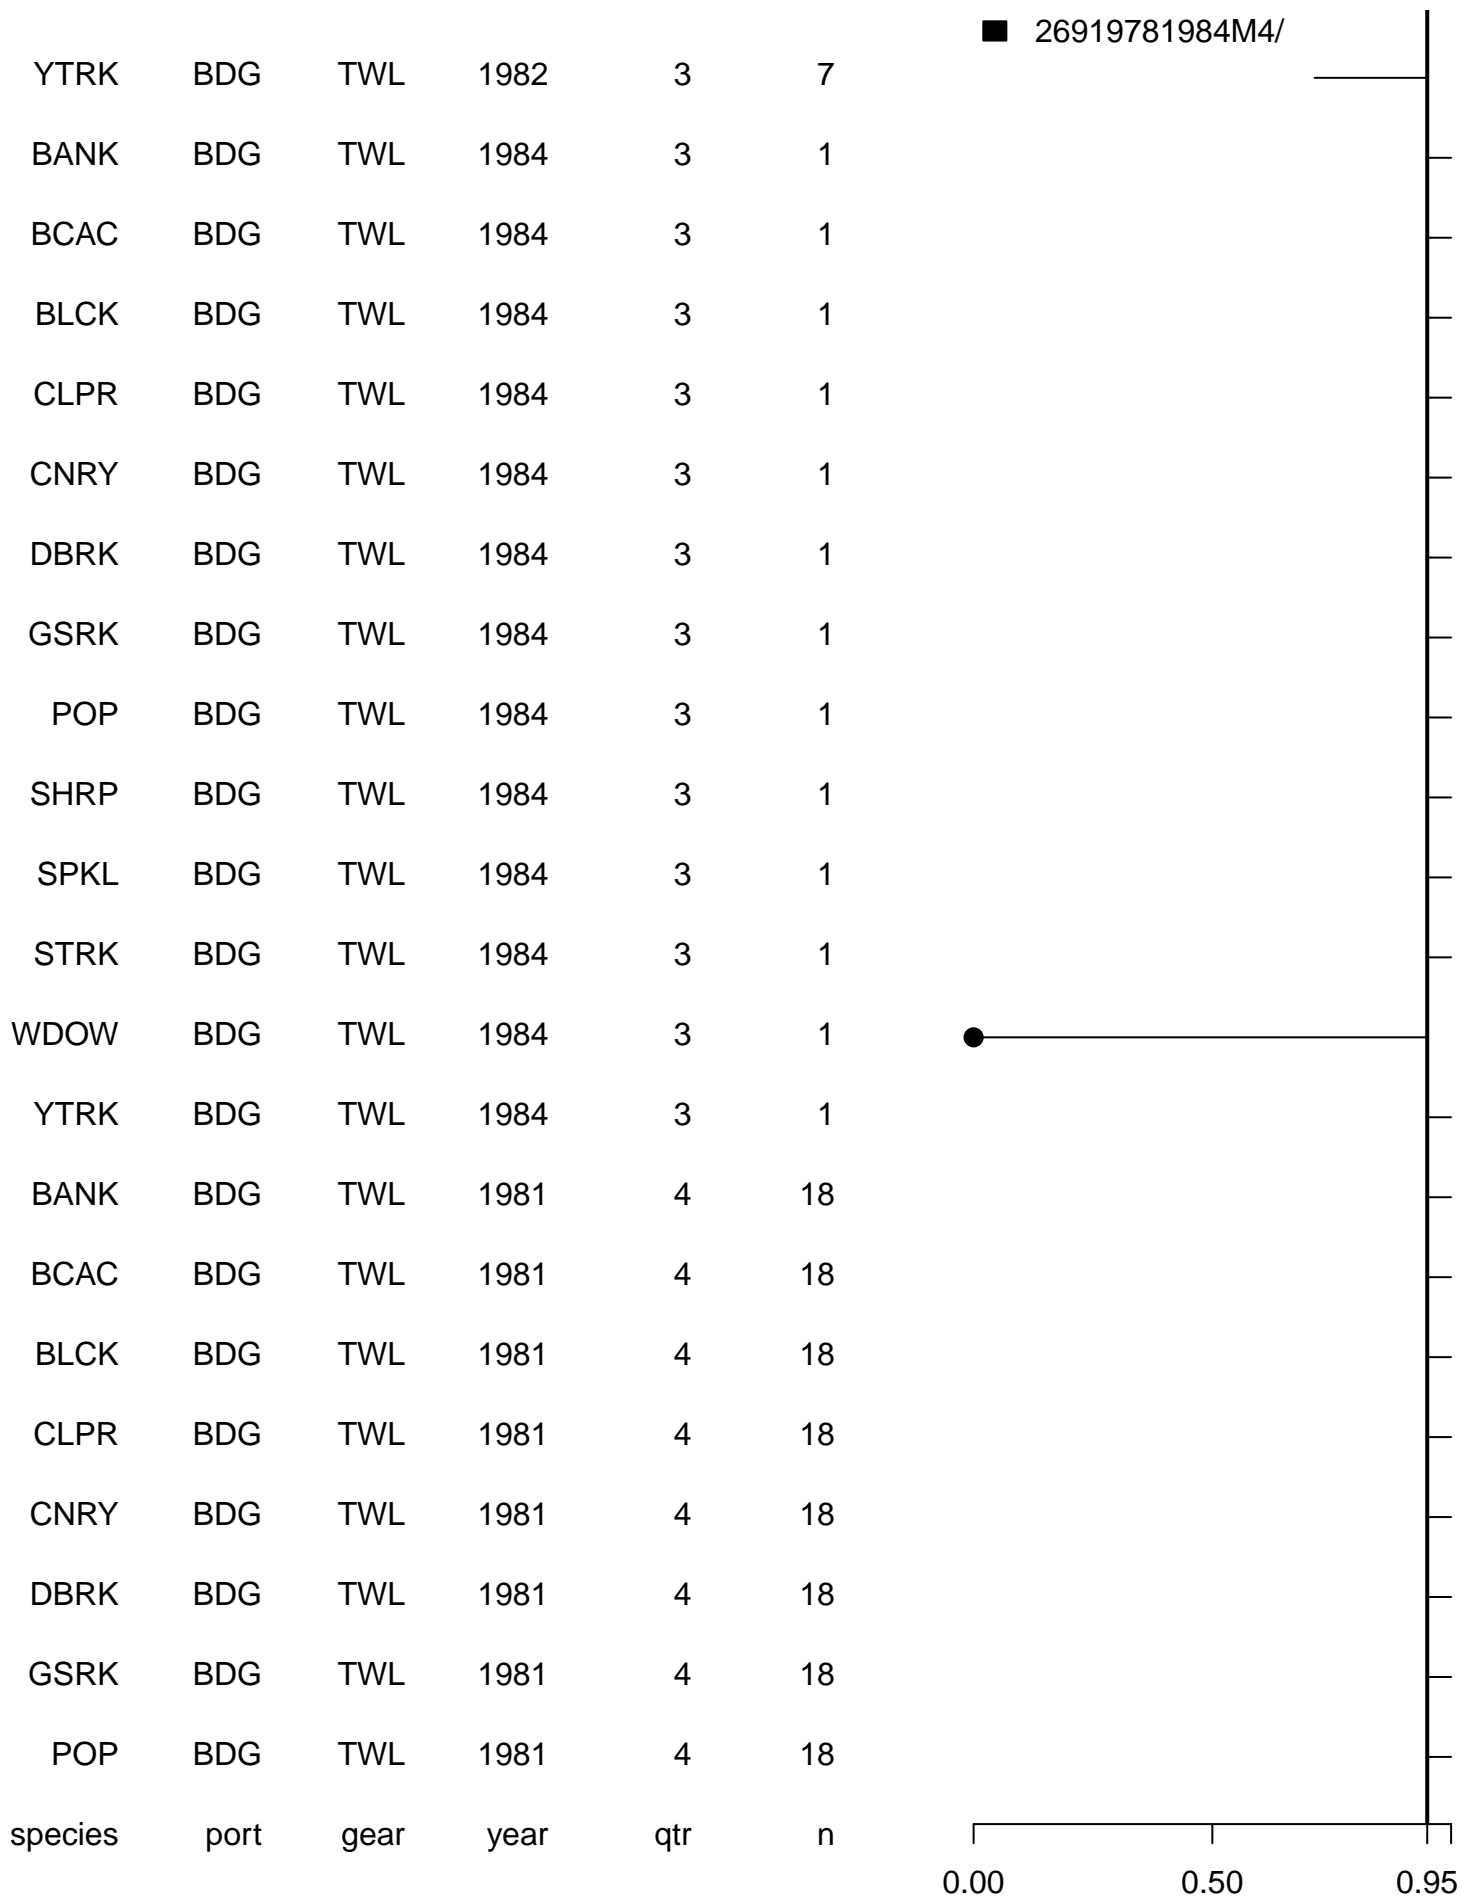 26919781984M4/
YTRK BDG TWL 1982 3 7
BANK BDG TWL 1984 3 1
BCAC BDG TWL 1984 3 1
BLCK BDG TWL 1984 3 1
CLPR BDG TWL 1984 3 1
CNRY BDG TWL 1984 3 1
DBRK BDG TWL 1984 3 1
GSRK BDG TWL 1984 3 1
POP BDG TWL 1984 3 1
SHRP BDG TWL 1984 3 1
SPKL BDG TWL 1984 3 1
STRK BDG TWL 1984 3 1
WDOW BDG TWL 1984 3 1
YTRK BDG TWL 1984 3 1
BANK BDG TWL 1981 4 18
BCAC BDG TWL 1981 4 18
BLCK BDG TWL 1981 4 18
CLPR BDG TWL 1981 4 18
CNRY BDG TWL 1981 4 18
DBRK BDG TWL 1981 4 18
GSRK BDG TWL 1981 4 18
POP BDG TWL 1981 4 18
species port gear year qtr n
0.00 0.50 0.95